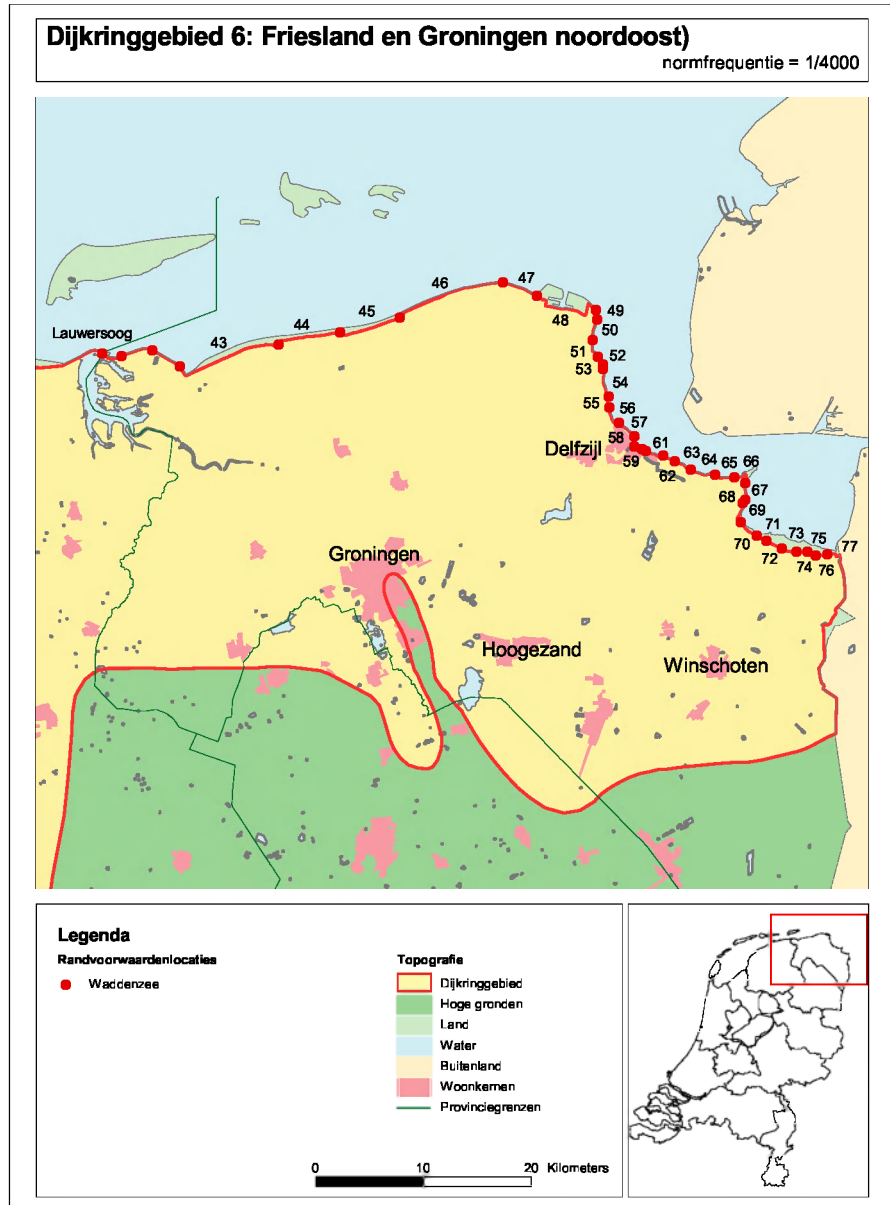 Dijkringgebied 6: Friesland en Groningen noordoost)
normfrequentie = 1/4000
47
46
45
44
43
48
49
50
Lauwersoog
51
52
53
54
55
56
57
58
Delfzijl
59
61
62
63
64
65
66
67
68
69
70
71
72
73
74
75
76
77
Groningen
Hoogezand
Winschoten
Legenda
Randvoorwaardenlocaties
Waddenzee
Topografie
Dijkringgebied
Hoge gronden
Land
Water
Buitenland
Woonkernen
Provinciegrenzen
0 10 20 Kilometers